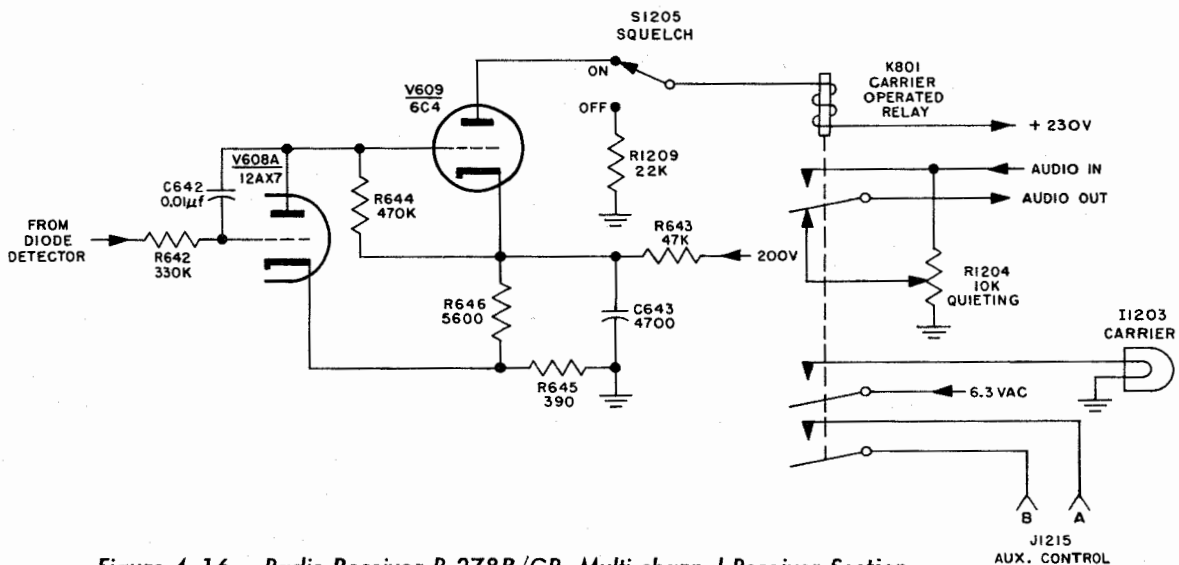 S1205
SQUELCH
ON
OFF
K801
CARRIER
OPERATED
RELAY
+ 230V
V609
6C4
V608A
12AX7
C642
0.01µf
R644
470K
R1209
22K
AUDIO IN
AUDIO OUT
FROM
DIODE
DETECTOR
R642
330K
R643
47K
200V
R1204
10K
QUIETING
R646
5600
C643
4700
I1203
CARRIER
R645
390
6.3 VAC
B
A
J1215
AUX. CONTROL
Figure 4-16. Radio Receiver R-278B/GR, Multi-channel Receiver Section,